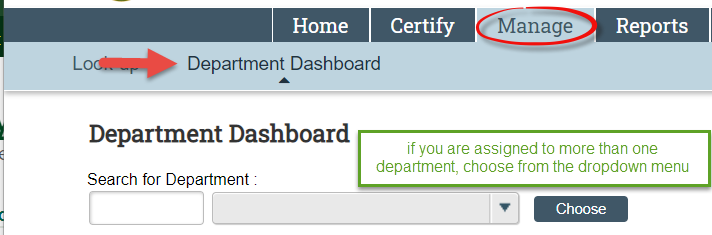 Home Certify Manage Reports
Look-up Department Dashboard
Department Dashboard
if you are assigned to more than one
department, choose from the dropdown menu
Search for Department :
Choose